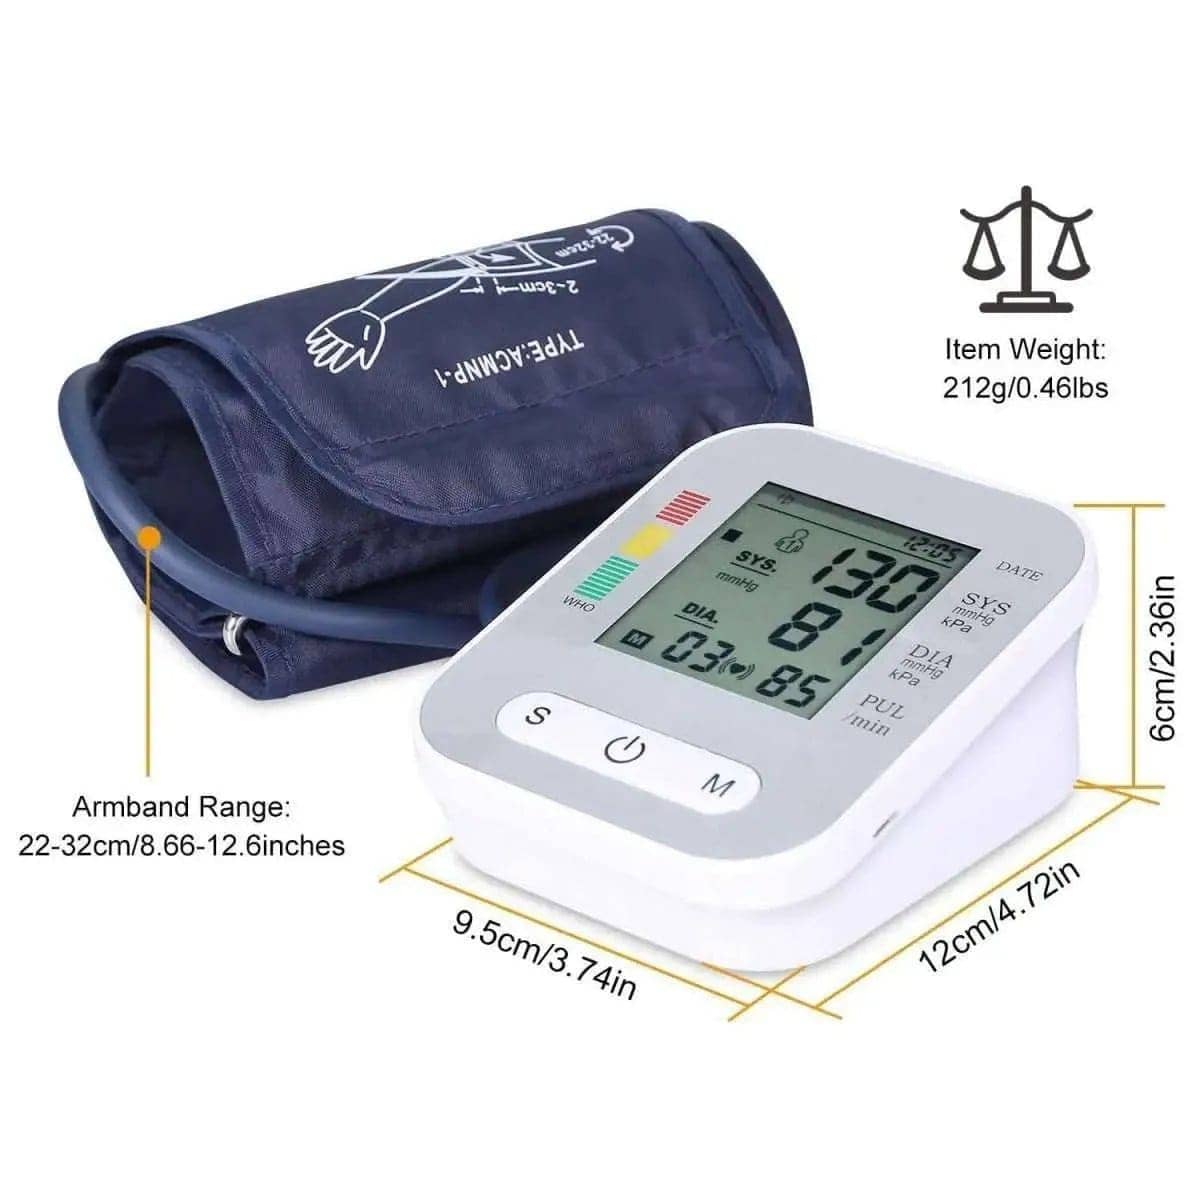 22-32cm
2~3cm
TYPE:ACMNP-1
Item Weight:
212g/0.46lbs
12:05
DATE
SYS.
mmHg
130
SYS
mmHg
kPa
WHO
DIA.
81
DIA
mmHg
kPa
M 03 85
PUL
/min
S
M
6cm/2.36in
Armband Range:
22-32cm/8.66-12.6inches
9.5cm/3.74in
12cm/4.72in